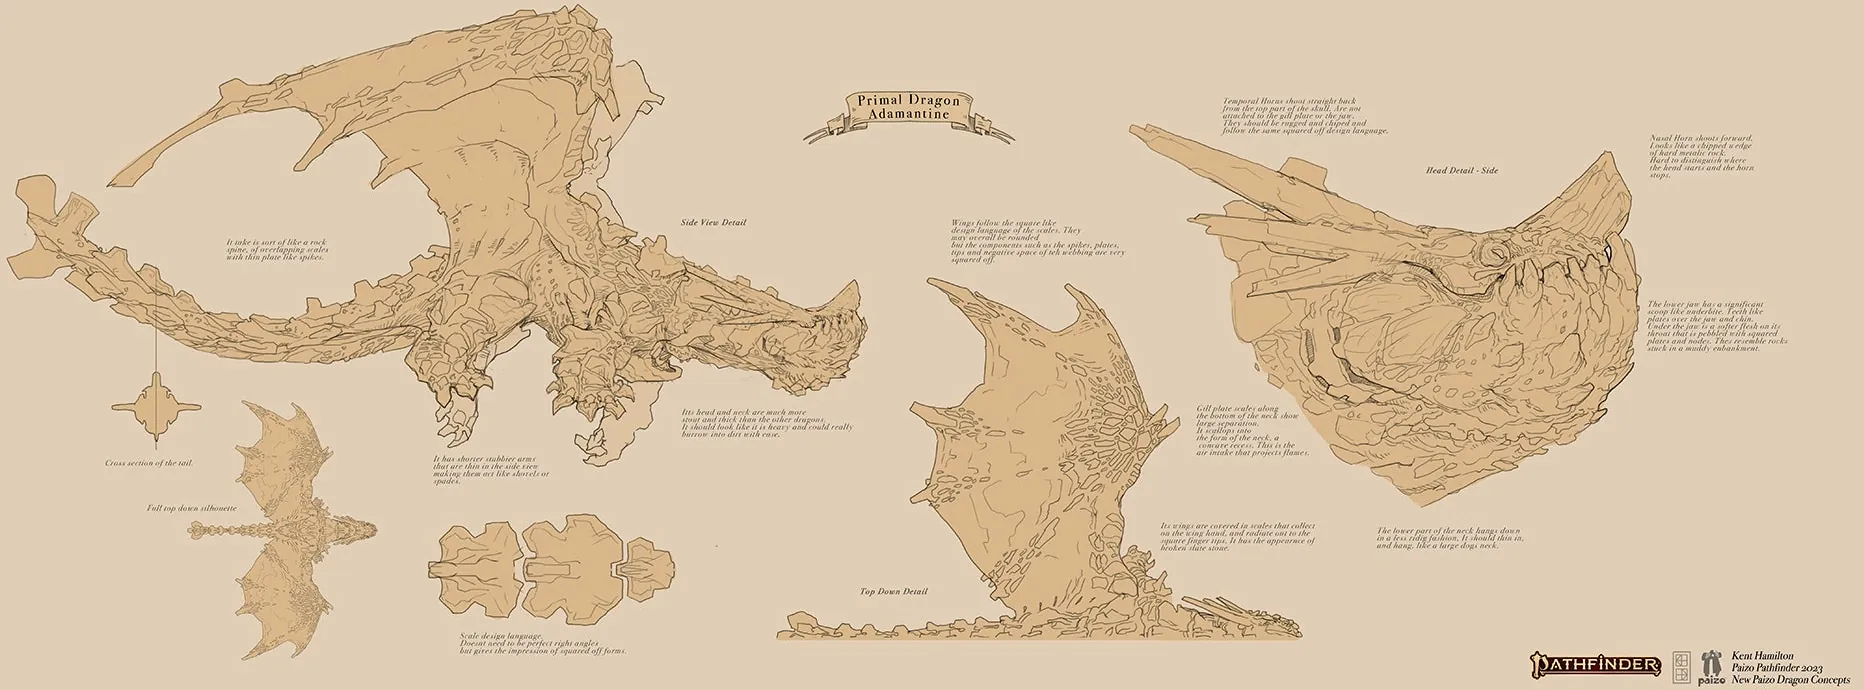 Primal Dragon
Adamantine
Temporal Horns shoot straight back
from the top part of the skull. Are not
attached to the gill plate or the jaw.
They should be rugged and chiped and
follow the same squared off design language.
Head Detail - Side
Nasal Horn shoots forward.
Looks like a chipped wedge
of hard metalic rock.
Hard to distinguish where
the head starts and the horn
stops.
Side View Detail
Wings follow the square like
design language of the scales. They
may overall be rounded
but the components such as the spikes, plates,
tips and negative space of teh webbing are very
squared off.
It take is sort of like a rock
spine, of overlapping scales
with thin plate like spikes.
The lower jaw has a significant
scoop like underbite. Teeth like
plates over the jaw and chin.
Under the jaw is a softer flesh on its
throat that is pebbled with squared
plates and nodes. Thes resemble rocks
stuck in a muddy enbankment.
Its head and neck are much more
stout and thick than the other dragons.
It should look like it is heavy and could really
burrow into dirt with ease.
Gill plate scales along
the bottom of the neck show
large separation.
It scallops into
the form of the neck, a
concave recess. This is the
air intake that projects flames.
Cross section of the tail.
It has shorter stubbier arms
that are thin in the side view
making them act like shovels or
spades.
Full top down silhouette
Its wings are covered in scales that collect
on the wing hand, and radiate out to the
square finger tips. It has the appearnce of
broken slate stone.
The lower part of the neck hangs down
in a less ridig fashion. It should thin in,
and hang, like a large dogs neck.
Top Down Detail
Scale design language.
Doesnt need to be perfect right angles
but gives the impression of squared off forms.
PATHFINDER
paizo
Kent Hamilton
Paizo Pathfinder 2023
New Paizo Dragon Concepts